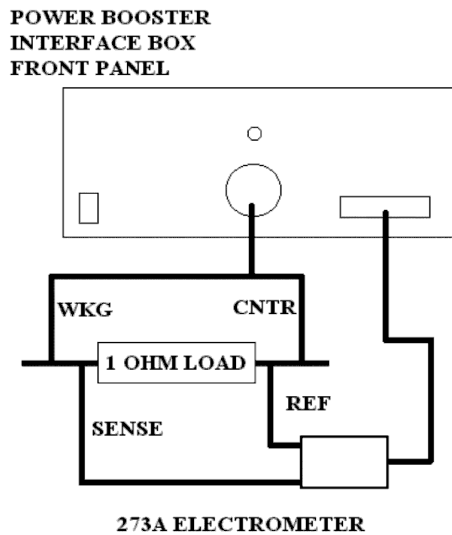 POWER BOOSTER
INTERFACE BOX
FRONT PANEL
WKG
CNTR
1 OHM LOAD
REF
SENSE
273A ELECTROMETER